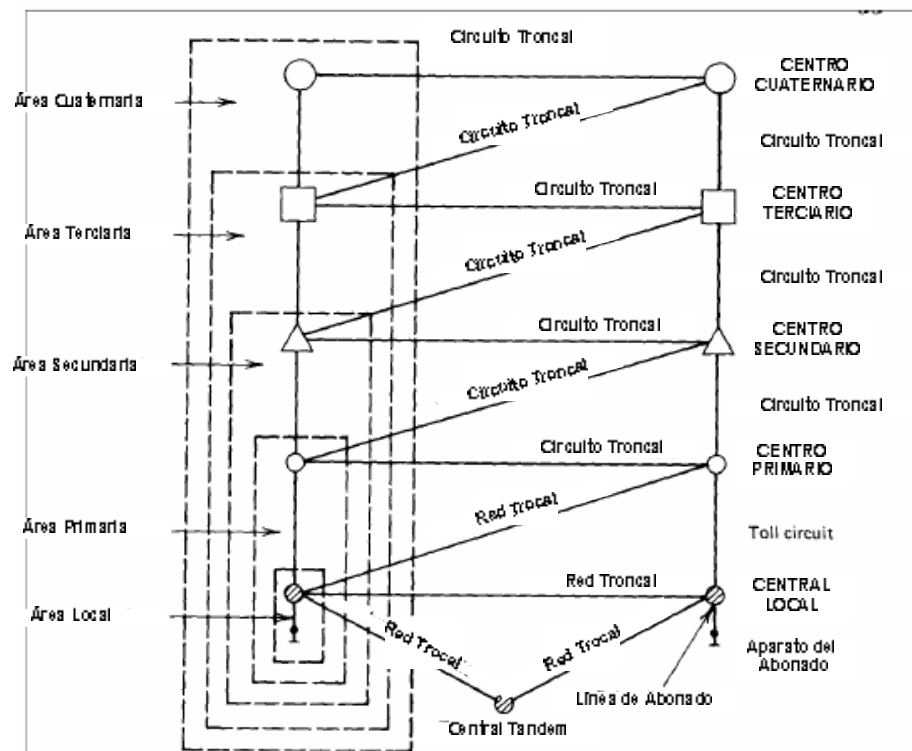 Circuito Troncal
CENTRO
CUATERNARIO
Área Cuaternaria
Circuito Troncal
Circuito Troncal
Circuito Troncal
CENTRO
TERCIARIO
Área Terciaria
Circuito Troncal
Circuito Troncal
Circuito Troncal
CENTRO
SECUNDARIO
Área Secundaria
Circuito Troncal
Circuito Troncal
Circuito Troncal
CENTRO
PRIMARIO
Red Trocal
Área Primaria
Toll circuit
Red Troncal
CENTRAL
LOCAL
Área Local
Red Trocal
Red Trocal
Aparato del
Abonado
Línea de Abonado
Central Tandem